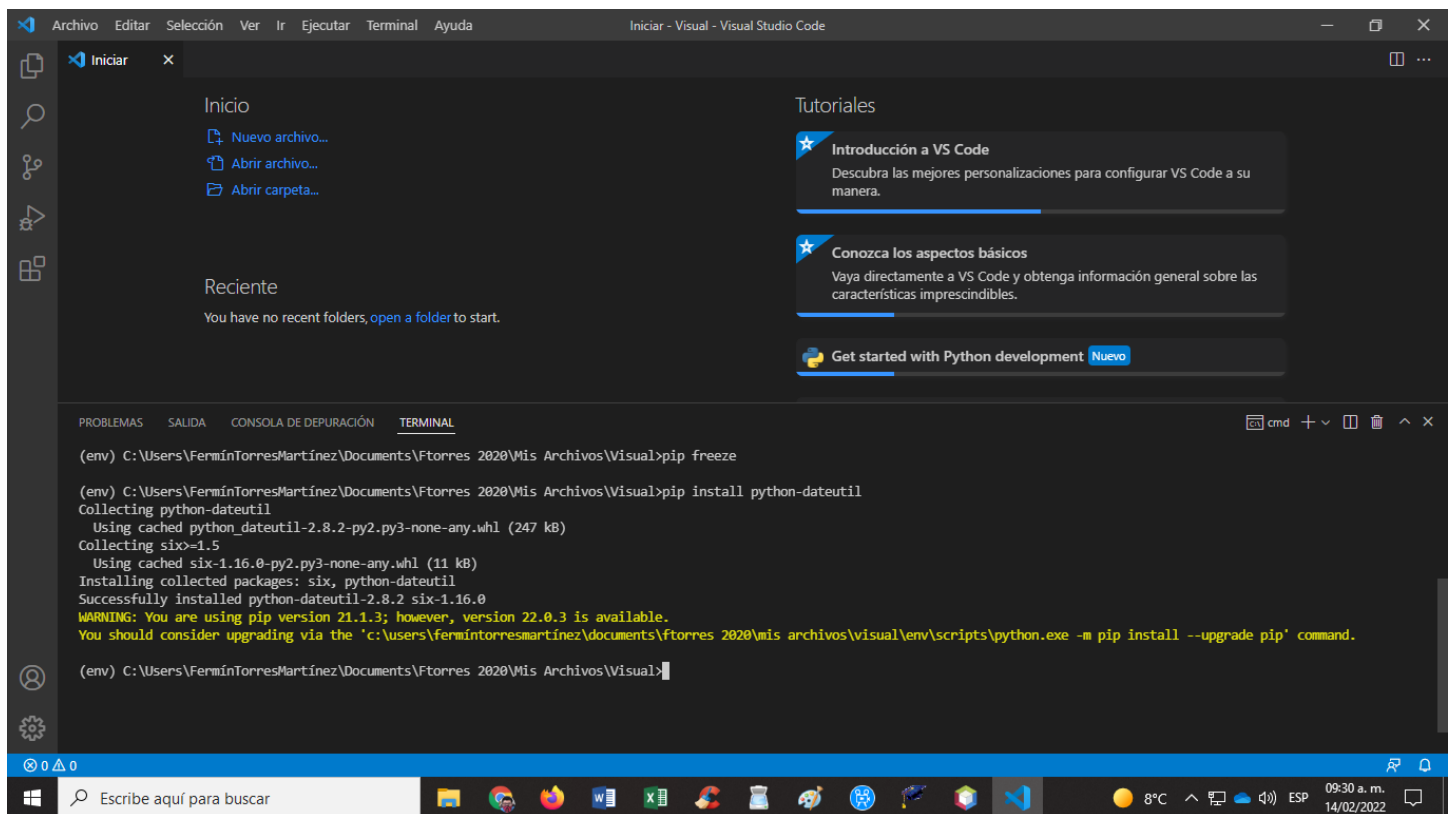 Archivo Editar Selección Ver Ir Ejecutar Terminal Ayuda Iniciar - Visual - Visual Studio Code
Iniciar
Inicio
Nuevo archivo...
Abrir archivo...
Abrir carpeta...
Reciente
You have no recent folders, open a folder to start.
Tutoriales
Introducción a VS Code
Descubra las mejores personalizaciones para configurar VS Code a su
manera.
Conozca los aspectos básicos
Vaya directamente a VS Code y obtenga información general sobre las
características imprescindibles.
Get started with Python development Nuevo
PROBLEMAS SALIDA CONSOLA DE DEPURACIÓN TERMINAL cmd
(env) C:\Users\FermínTorresMartínez\Documents\Ftorres 2020\Mis Archivos\Visual>pip freeze
(env) C:\Users\FermínTorresMartínez\Documents\Ftorres 2020\Mis Archivos\Visual>pip install python-dateutil
Collecting python-dateutil
Using cached python_dateutil-2.8.2-py2.py3-none-any.whl (247 kB)
Collecting six>=1.5
Using cached six-1.16.0-py2.py3-none-any.whl (11 kB)
Installing collected packages: six, python-dateutil
Successfully installed python-dateutil-2.8.2 six-1.16.0
WARNING: You are using pip version 21.1.3; however, version 22.0.3 is available.
You should consider upgrading via the 'c:\users\fermíntorresmartínez\documents\ftorres 2020\mis archivos\visual\env\scripts\python.exe -m pip install --upgrade pip' command.
(env) C:\Users\FermínTorresMartínez\Documents\Ftorres 2020\Mis Archivos\Visual>
0 0
Escribe aquí para buscar
8°C ESP 09:30 a. m.
14/02/2022